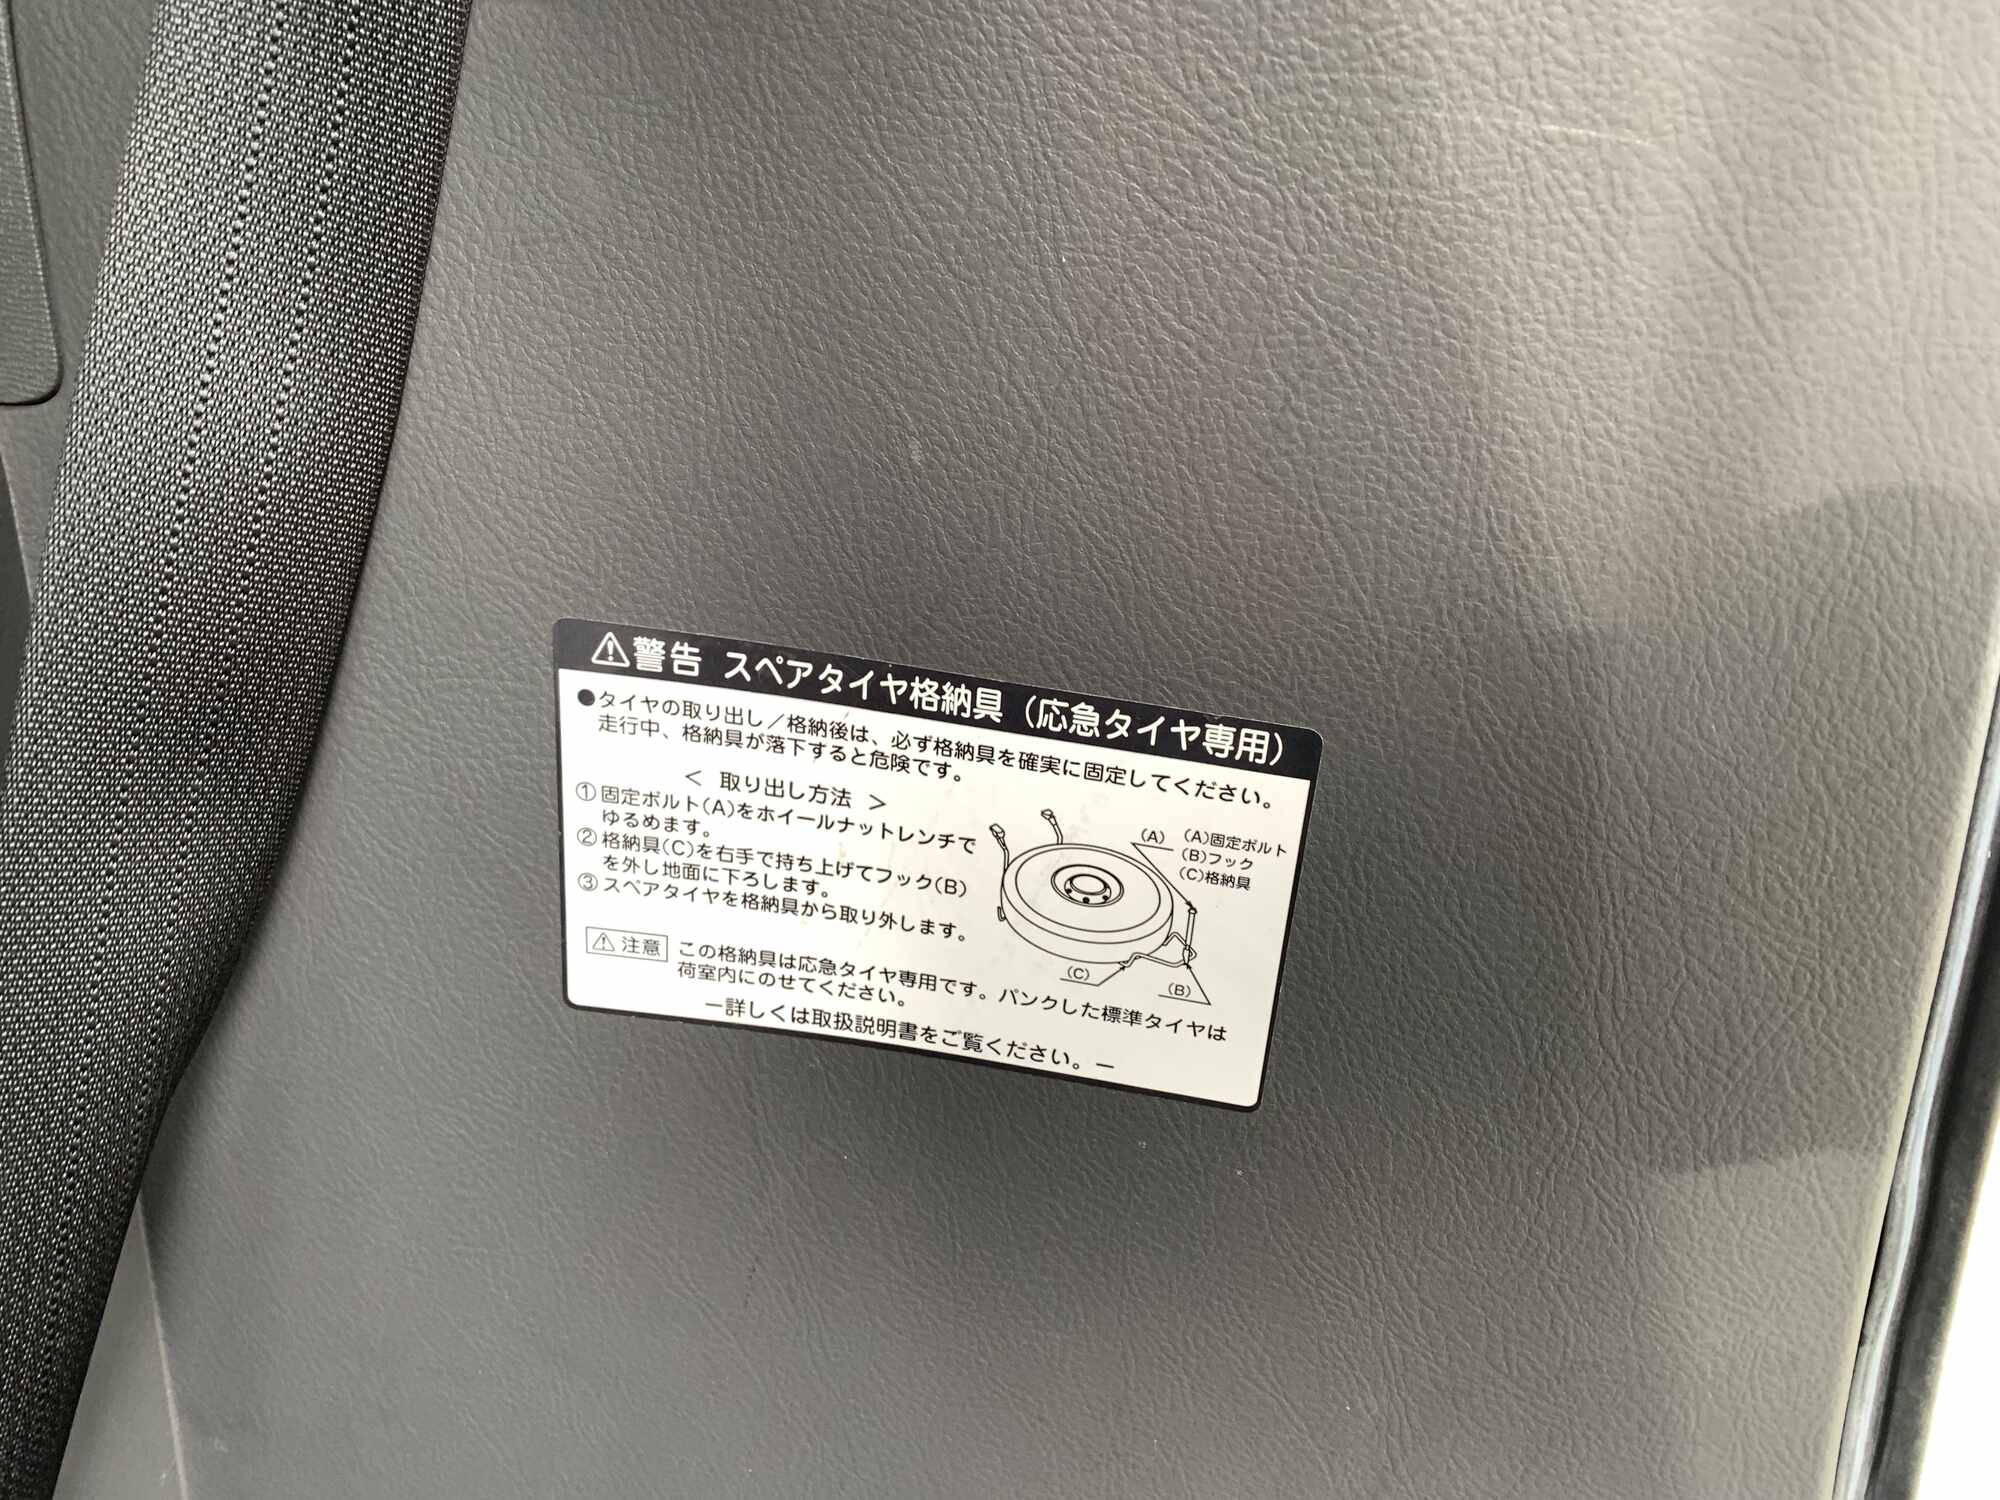 ⚠警告 スペアタイヤ格納具（応急タイヤ専用）
●タイヤの取り出し／格納後は、必ず格納具を確実に固定してください。
走行中、格納具が落下すると危険です。
＜ 取り出し方法 ＞
①固定ボルト(A)をホイールナットレンチで
ゆるめます。
②格納具(C)を右手で持ち上げてフック(B)
を外し地面に下ろします。
③スペアタイヤを格納具から取り外します。
(A)
(A)固定ボルト
(B)フック
(C)格納具
(C)
(B)
⚠注意 この格納具は応急タイヤ専用です。パンクした標準タイヤは
荷室内にのせてください。
－詳しくは取扱説明書をご覧ください。－